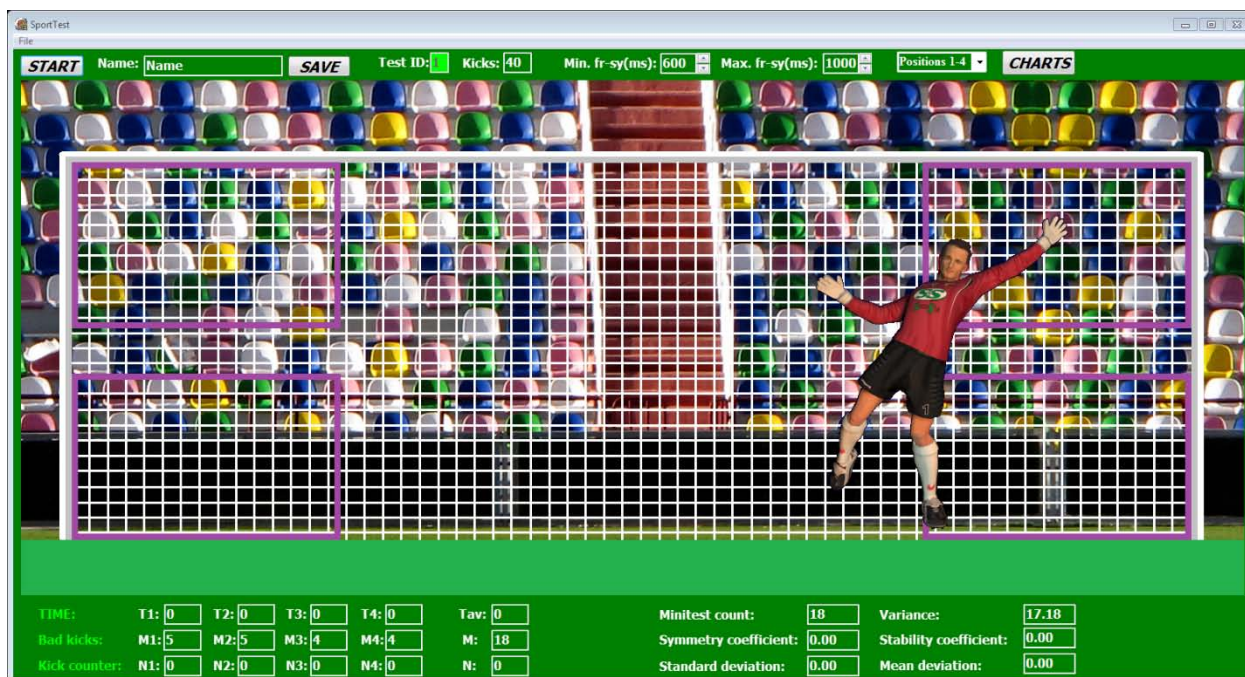 SportTest
File
START Name: Name SAVE Test ID: 1 Kicks: 40 Min. fr-sy(ms): 600 Max. fr-sy(ms): 1000 Positions 1-4 CHARTS
1
TIME: T1: 0 T2: 0 T3: 0 T4: 0 Tav: 0 Minitest count: 18 Variance: 17.18
Bad kicks: M1: 5 M2: 5 M3: 4 M4: 4 M: 18 Symmetry coefficient: 0.00 Stability coefficient: 0.00
Kick counter: N1: 0 N2: 0 N3: 0 N4: 0 N: 0 Standard deviation: 0.00 Mean deviation: 0.00